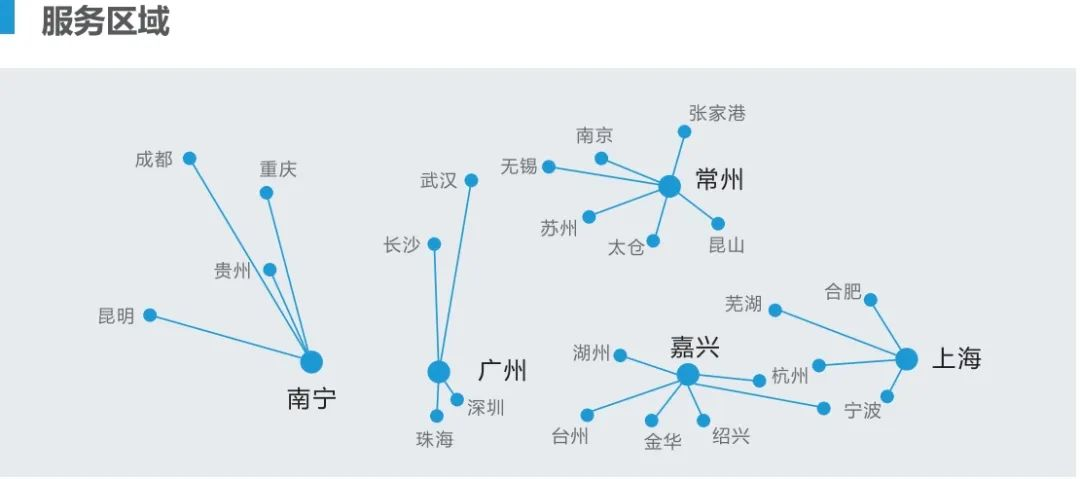 服务区域
成都
重庆
贵州
昆明
南宁
武汉
长沙
广州
深圳
珠海
张家港
南京
无锡
常州
苏州
太仓
昆山
芜湖
合肥
湖州
嘉兴
杭州
上海
宁波
台州
金华
绍兴